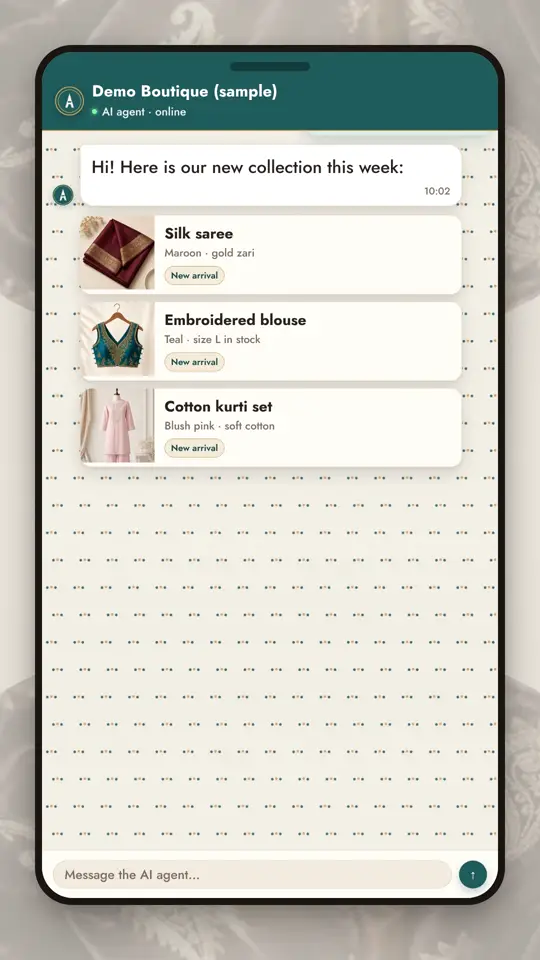 Demo Boutique (sample)
AI agent · online
Hi! Here is our new collection this week:
10:02
Silk saree
Maroon · gold zari
New arrival
Embroidered blouse
Teal · size L in stock
New arrival
Cotton kurti set
Blush pink · soft cotton
New arrival
Message the AI agent...